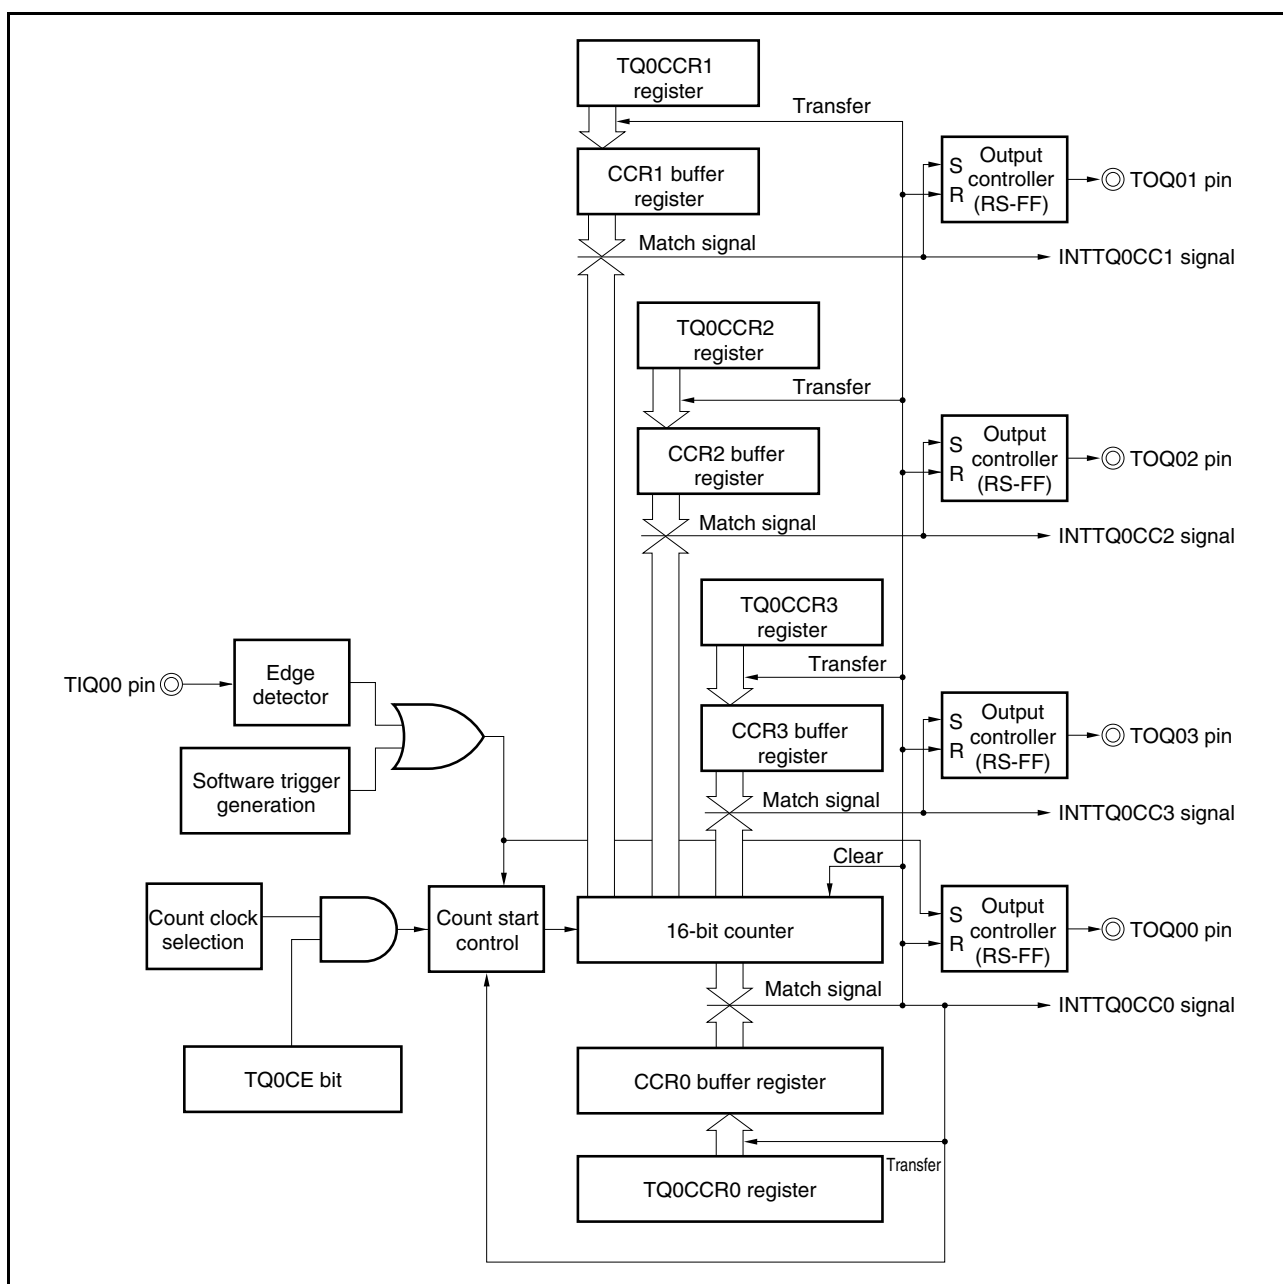 TQ0CCR1
register
Transfer
CCR1 buffer
register
S
R
Output
controller
(RS-FF)
TOQ01 pin
Match signal
INTTQ0CC1 signal
TQ0CCR2
register
Transfer
CCR2 buffer
register
S
R
Output
controller
(RS-FF)
TOQ02 pin
Match signal
INTTQ0CC2 signal
TQ0CCR3
register
Transfer
TIQ00 pin
Edge
detector
CCR3 buffer
register
S
R
Output
controller
(RS-FF)
TOQ03 pin
Software trigger
generation
Match signal
INTTQ0CC3 signal
Clear
Count clock
selection
Count start
control
16-bit counter
S
R
Output
controller
(RS-FF)
TOQ00 pin
Match signal
INTTQ0CC0 signal
TQ0CE bit
CCR0 buffer register
Transfer
TQ0CCR0 register